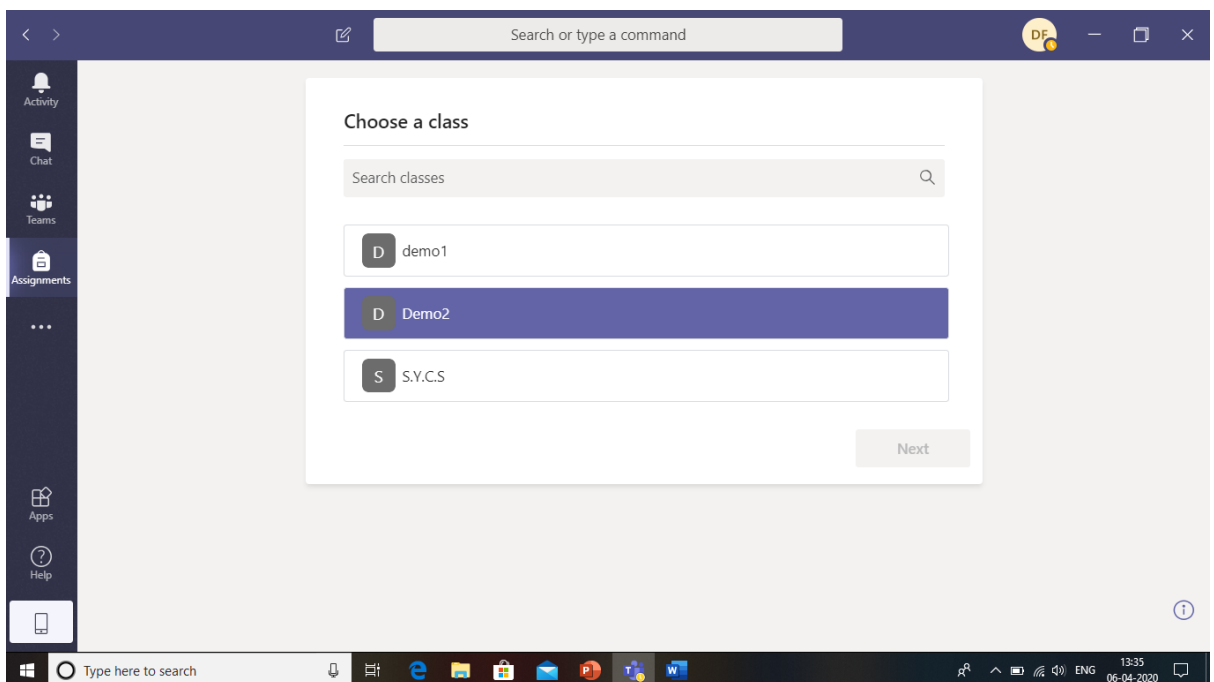 Search or type a command
DF
Activity
Chat
Teams
Assignments
Apps
Help
Choose a class
Search classes
D demo1
D Demo2
S S.Y.C.S
Next
Type here to search
ENG
13:35
06-04-2020